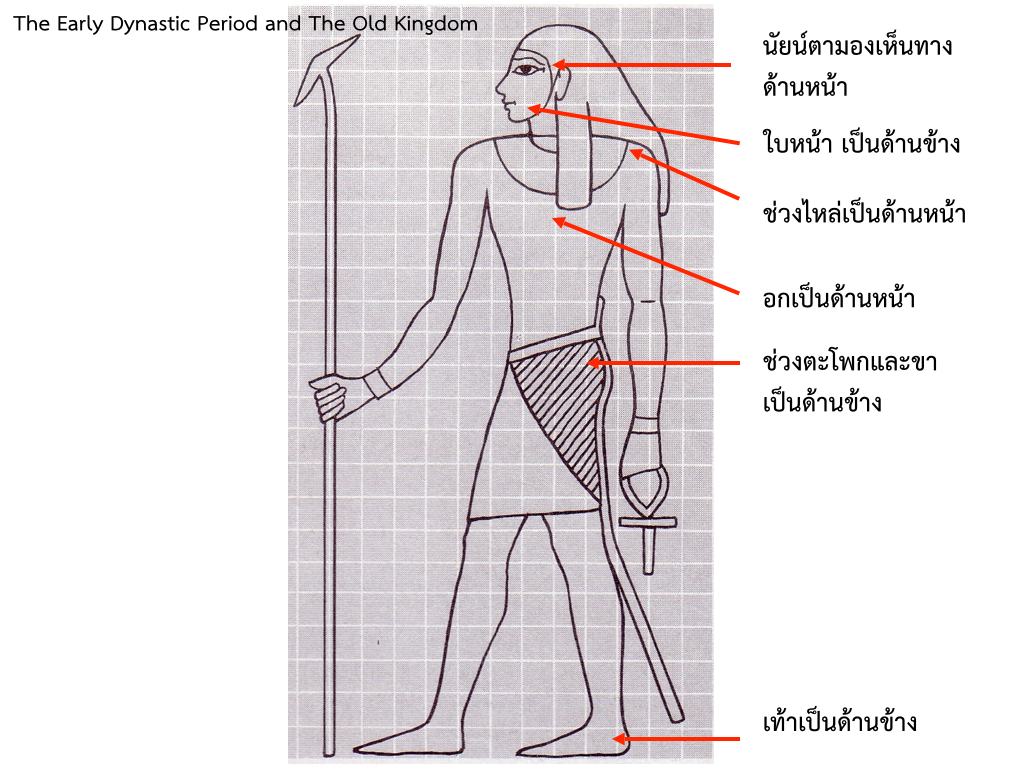 The Early Dynastic Period and The Old Kingdom
นัยน์ตามองเห็นทาง
ด้านหน้า
ใบหน้า เป็นด้านข้าง
ช่วงไหล่เป็นด้านหน้า
อกเป็นด้านหน้า
ช่วงตะโพกและขา
เป็นด้านข้าง
เท้าเป็นด้านข้าง